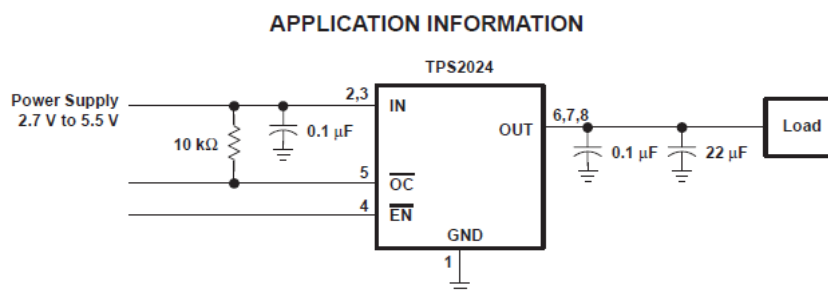 APPLICATION INFORMATION
TPS2024
Power Supply
2.7 V to 5.5 V
2,3
IN
10 kΩ
0.1 μF
OUT
6,7,8
0.1 μF
22 μF
Load
5
OC
4
EN
GND
1